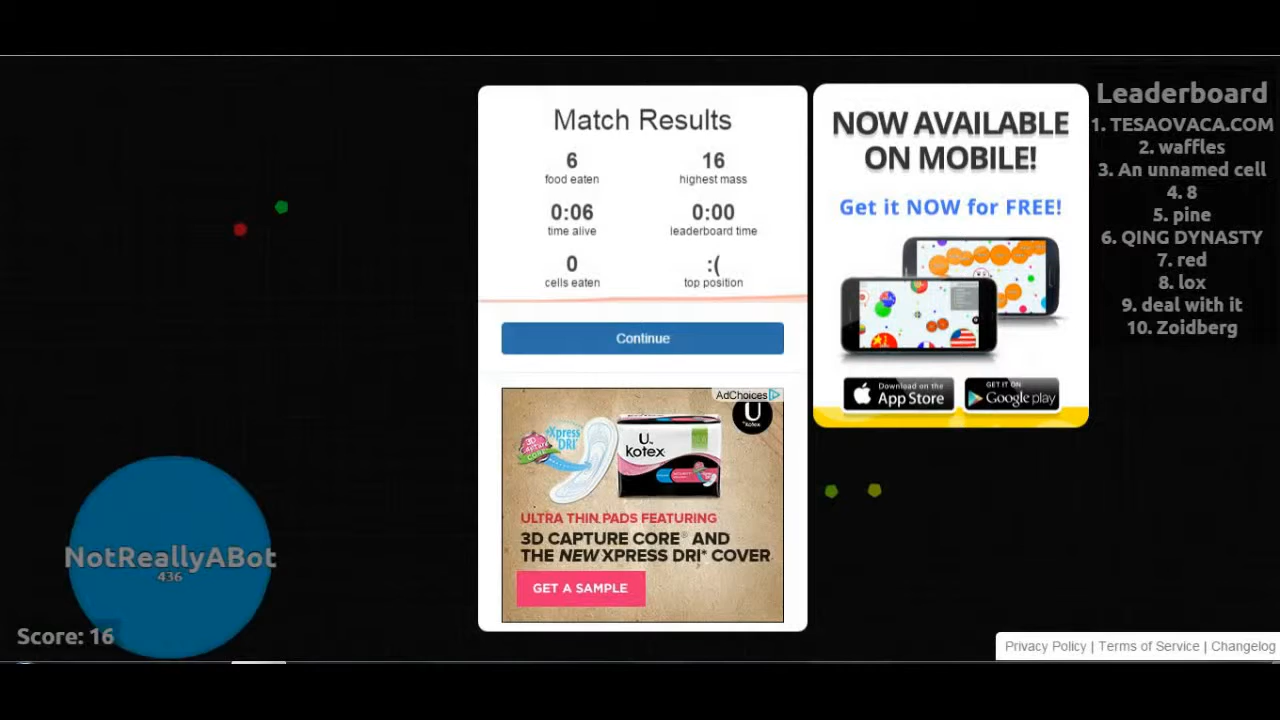 Match Results
6
food eaten
16
highest mass
0:06
time alive
0:00
leaderboard time
0
cells eaten
:(
top position
Continue
AdChoices
U
by kotex
Xpress
DRI*
3D
CAPTURE
CORE
U
kotex
ULTRA THIN PADS FEATURING
3D CAPTURE CORE® AND
THE NEW XPRESS DRI* COVER
GET A SAMPLE
NOW AVAILABLE
ON MOBILE!
Get it NOW for FREE!
Download on the
App Store
GET IT ON
Google play
Leaderboard
1. TESAOVACA.COM
2. waffles
3. An unnamed cell
4. 8
5. pine
6. QING DYNASTY
7. red
8. lox
9. deal with it
10. Zoidberg
NotReallyABot
436
Score: 16
Privacy Policy | Terms of Service | Changelog